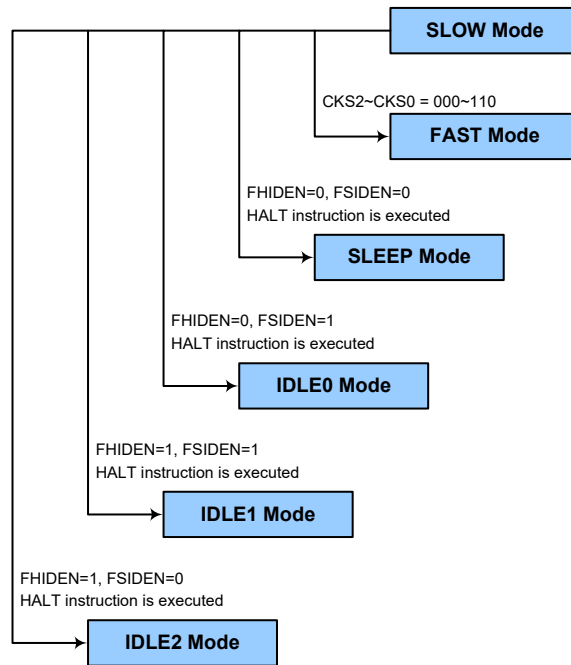 SLOW Mode
CKS2~CKS0 = 000~110
FAST Mode
FHIDEN=0, FSIDEN=0
HALT instruction is executed
SLEEP Mode
FHIDEN=0, FSIDEN=1
HALT instruction is executed
IDLE0 Mode
FHIDEN=1, FSIDEN=1
HALT instruction is executed
IDLE1 Mode
FHIDEN=1, FSIDEN=0
HALT instruction is executed
IDLE2 Mode